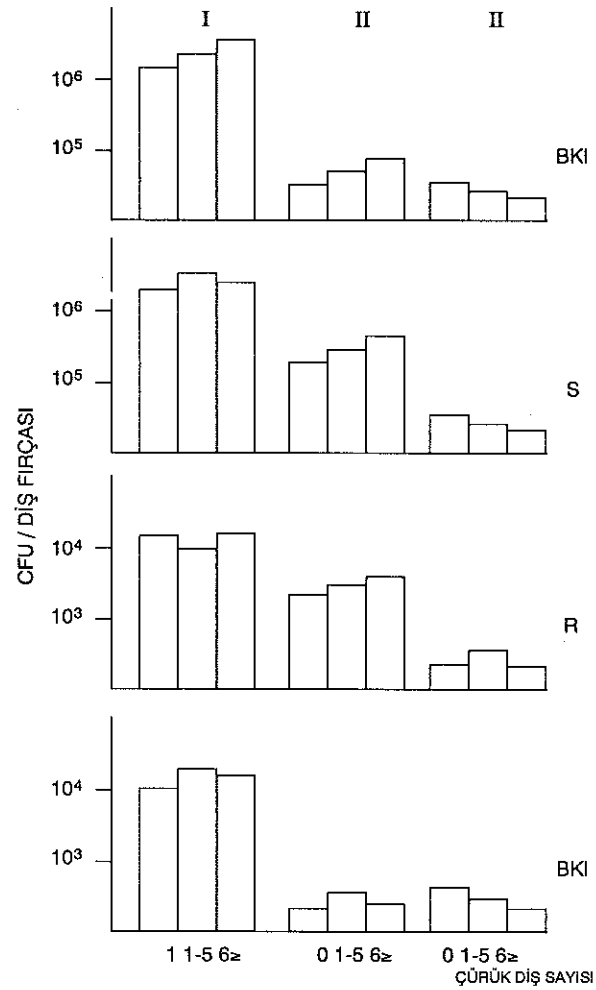 I II II
10⁶
10⁵
BKI
10⁶
10⁵
S
CFU / DİŞ FIRÇASI
10⁴
10³
R
10⁴
10³
BKI
1 1-5 6≥ 0 1-5 6≥ 0 1-5 6≥
ÇÜRÜK DİŞ SAYISI